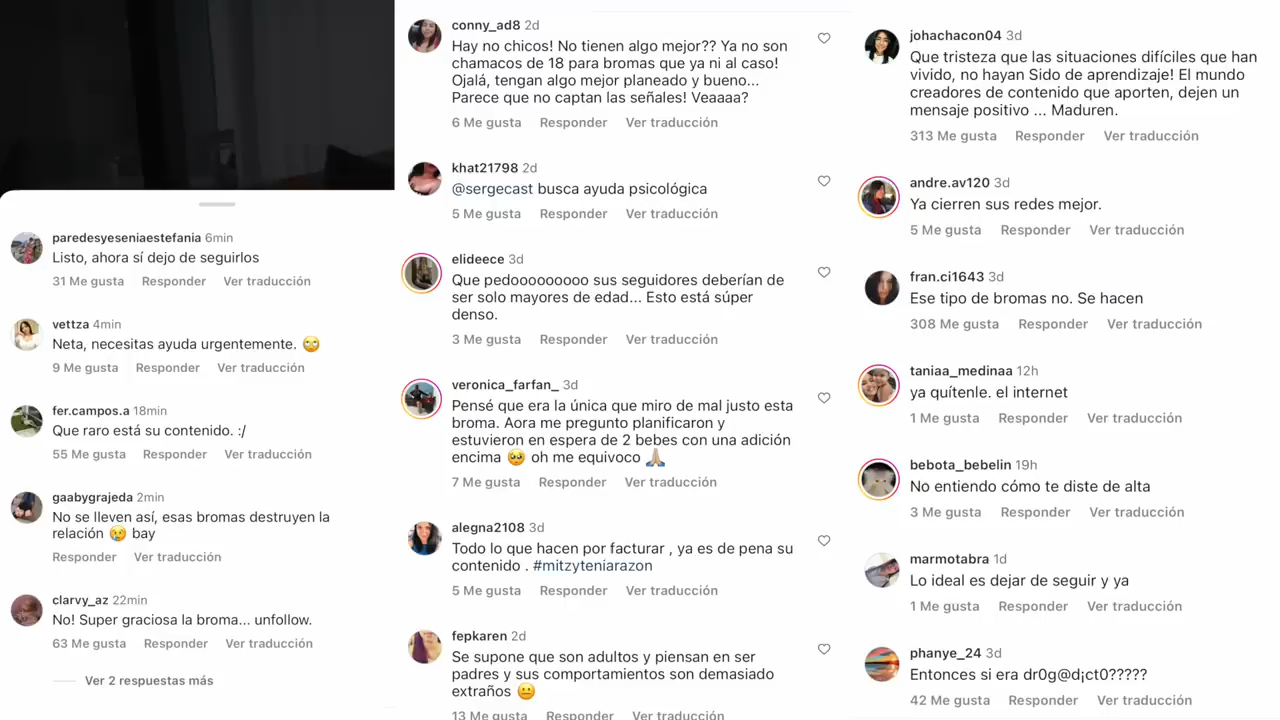 paredesyeseniaestefania 6min
Listo, ahora sí dejo de seguirlos
31 Me gusta Responder Ver traducción
vettza 4min
Neta, necesitas ayuda urgentemente. 🙄
9 Me gusta Responder Ver traducción
fer.campos.a 18min
Que raro está su contenido. :/
55 Me gusta Responder Ver traducción
gaabygrajeda 2min
No se lleven así, esas bromas destruyen la
relación 😢 bay
Responder Ver traducción
clarvy_az 22min
No! Super graciosa la broma... unfollow.
63 Me gusta Responder Ver traducción
Ver 2 respuestas más
conny_ad8 2d
Hay no chicos! No tienen algo mejor?? Ya no son
chamacos de 18 para bromas que ya ni al caso!
Ojalá, tengan algo mejor planeado y bueno...
Parece que no captan las señales! Veaaaa?
6 Me gusta Responder Ver traducción
khat21798 2d
@sergecast busca ayuda psicológica
5 Me gusta Responder Ver traducción
elideece 3d
Que pedooooooooo sus seguidores deberían de
ser solo mayores de edad... Esto está súper
denso.
3 Me gusta Responder Ver traducción
veronica_farfan_ 3d
Pensé que era la única que miro de mal justo esta
broma. Aora me pregunto planificaron y
estuvieron en espera de 2 bebes con una adición
encima 🥺 oh me equivoco 🙏🏼
7 Me gusta Responder Ver traducción
alegna2108 3d
Todo lo que hacen por facturar , ya es de pena su
contenido . #mitzyteniarazon
5 Me gusta Responder Ver traducción
fepkaren 2d
Se supone que son adultos y piensan en ser
padres y sus comportamientos son demasiado
extraños 😐
13 Me gusta Responder Ver traducción
johachacon04 3d
Que tristeza que las situaciones difíciles que han
vivido, no hayan Sido de aprendizaje! El mundo
creadores de contenido que aporten, dejen un
mensaje positivo ... Maduren.
313 Me gusta Responder Ver traducción
andre.av120 3d
Ya cierren sus redes mejor.
5 Me gusta Responder Ver traducción
fran.ci1643 3d
Ese tipo de bromas no. Se hacen
308 Me gusta Responder Ver traducción
taniaa_medinaa 12h
ya quítenle. el internet
1 Me gusta Responder Ver traducción
bebota_bebelin 19h
No entiendo cómo te diste de alta
3 Me gusta Responder Ver traducción
marmotabra 1d
Lo ideal es dejar de seguir y ya
1 Me gusta Responder Ver traducción
phanye_24 3d
Entonces si era dr0g@d¡ct0?????
42 Me gusta Responder Ver traducción